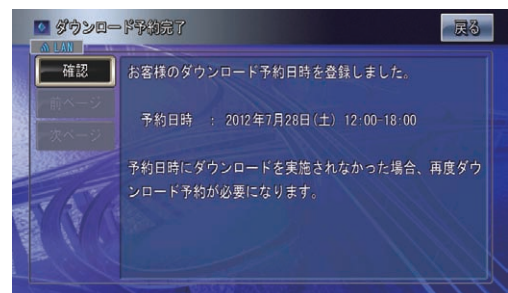 ダウンロード予約完了
戻る
LAN
確認
前ページ
次ページ
お客様のダウンロード予約日時を登録しました。
予約日時 : 2012年7月28日(土) 12:00-18:00
予約日時にダウンロードを実施されなかった場合、再度ダウ
ンロード予約が必要になります。